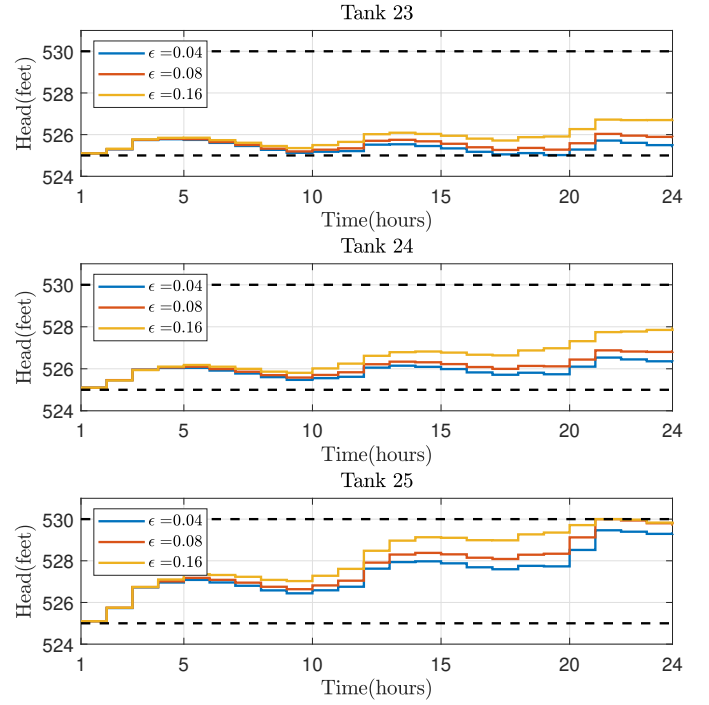 Tank 23
Head(feet)
530
528
526
524
ϵ =0.04
ϵ =0.08
ϵ =0.16
1
5
10
15
20
24
Time(hours)
Tank 24
Head(feet)
530
528
526
524
ϵ =0.04
ϵ =0.08
ϵ =0.16
1
5
10
15
20
24
Time(hours)
Tank 25
Head(feet)
530
528
526
524
ϵ =0.04
ϵ =0.08
ϵ =0.16
1
5
10
15
20
24
Time(hours)